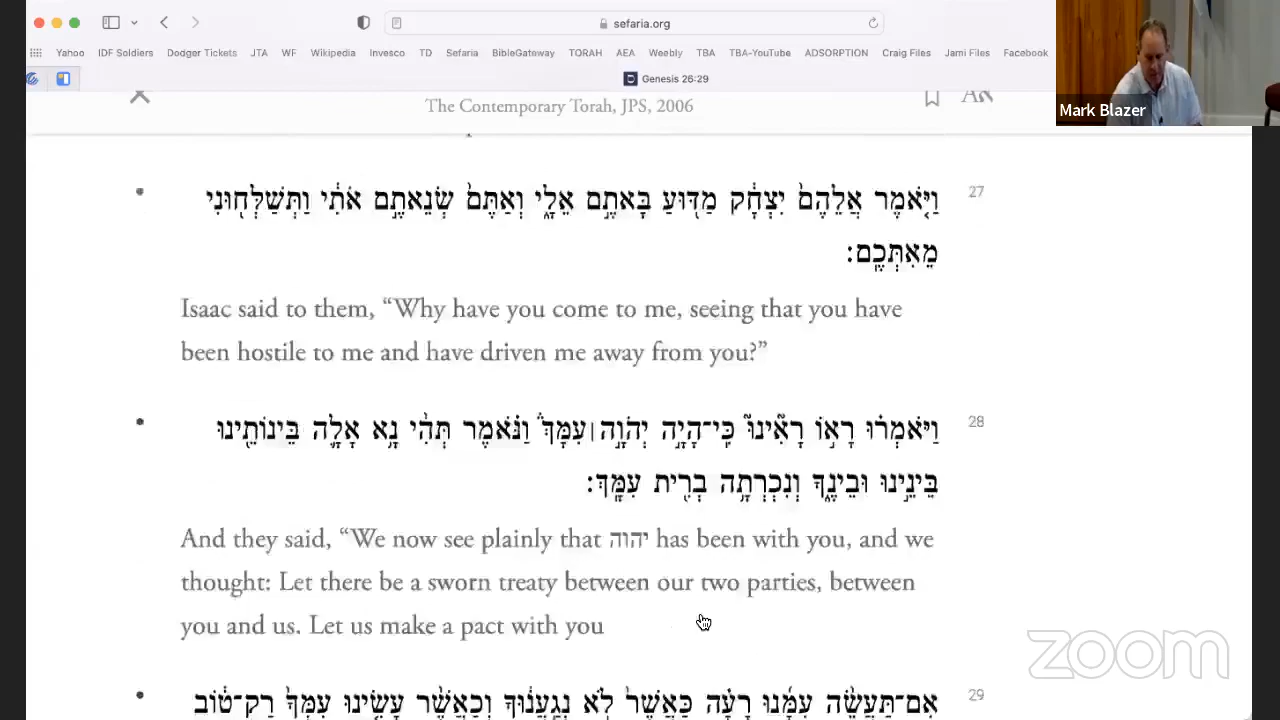 sefaria.org
Yahoo IDF Soldiers Dodger Tickets JTA WF Wikipedia Invesco TD Sefaria BibleGateway TORAH AEA Weebly TBA TBA-YouTube ADSORPTION Craig Files Jami Files Facebook
Genesis 26:29
The Contemporary Torah, JPS, 2006
Aא
Mark Blazer
27
וַיֹּ֤אמֶר אֲלֵהֶם֙ יִצְחָ֔ק מַדּ֖וּעַ בָּאתֶ֣ם אֵלָ֑י וְאַתֶּם֙ שְׂנֵאתֶ֣ם אֹתִ֔י וַתְּשַׁלְּח֖וּנִי
מֵאִתְּכֶֽם׃
Isaac said to them, “Why have you come to me, seeing that you have
been hostile to me and have driven me away from you?”
28
וַיֹּאמְר֗וּ רָא֣וֹ רָאִ֘ינוּ֮ כִּֽי־הָיָ֣ה יְהֹוָ֣ה ׀ עִמָּךְ֒ וַנֹּ֗אמֶר תְּהִ֨י נָ֥א אָלָ֛ה בֵּינוֹתֵ֖ינוּ
בֵּינֵ֣ינוּ וּבֵינֶ֑ךָ וְנִכְרְתָ֥ה בְרִ֖ית עִמָּֽךְ׃
And they said, “We now see plainly that יהוה has been with you, and we
thought: Let there be a sworn treaty between our two parties, between
you and us. Let us make a pact with you
29
אִם־תַּעֲשֵׂ֨ה עִמָּ֜נוּ רָעָ֗ה כַּאֲשֶׁר֙ לֹ֣א נְגַֽעֲנ֔וּךָ וְכַאֲשֶׁ֨ר עָשִׂ֤ינוּ עִמְּךָ֙ רַק־ט֔וֹב
zoom